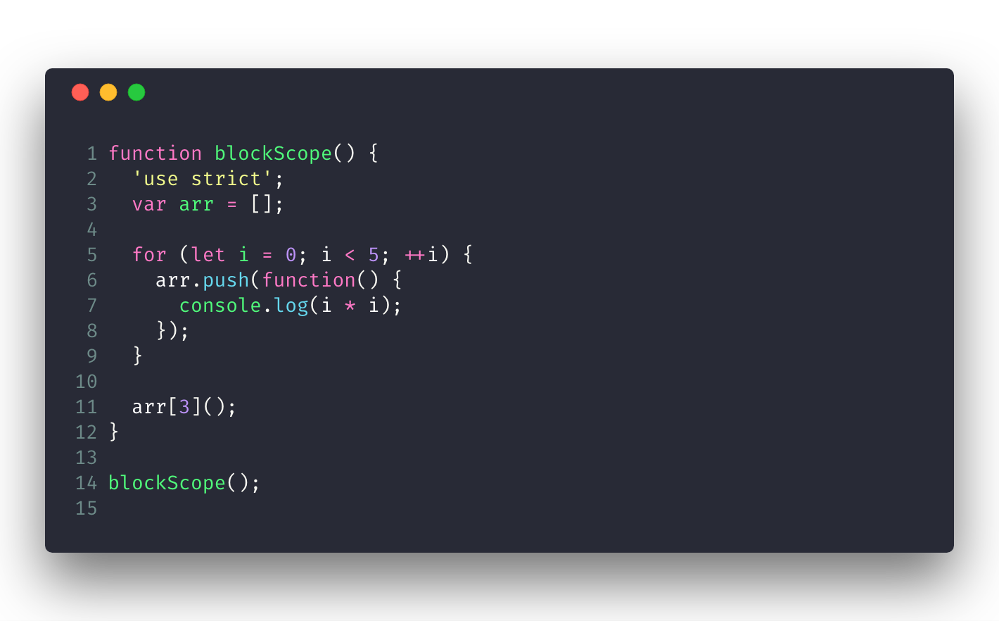 1 function blockScope() {
2   'use strict';
3   var arr = [];
4
5   for (let i = 0; i < 5; ++i) {
6     arr.push(function() {
7       console.log(i * i);
8     });
9   }
10
11   arr[3]();
12 }
13
14 blockScope();
15